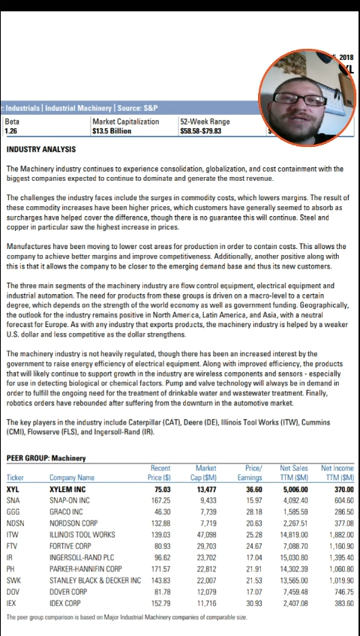 , 2018
YL
: Industrials | Industrial Machinery | Source: S&P
Beta Market Capitalization 52-Week Range
1.26 $13.5 Billion $58.58-$79.83
INDUSTRY ANALYSIS
The Machinery industry continues to experience consolidation, globalization, and cost containment with the
biggest companies expected to continue to dominate and generate the most revenue.
The challenges the industry faces include the surges in commodity costs, which lowers margins. The result of
these commodity increases have been higher prices, which customers have generally seemed to absorb as
surcharges have helped cover the difference, though there is no guarantee this will continue. Steel and
copper in particular saw the highest increase in prices.
Manufactures have been moving to lower cost areas for production in order to contain costs. This allows the
company to achieve better margins and improve competitiveness. Additionally, another positive along with
this is that it allows the company to be closer to the emerging demand base and thus its new customers.
The three main segments of the machinery industry are flow control equipment, electrical equipment and
industrial automation. The need for products from these groups is driven on a macro-level to a certain
degree, which depends on the strength of the world economy as well as government funding. Geographically,
the outlook for the industry remains positive in North America, Latin America, and Asia, with a neutral
forecast for Europe. As with any industry that exports products, the machinery industry is helped by a weaker
U.S. dollar and less competitive as the dollar strengthens.
The machinery industry is not heavily regulated, though there has been an increased interest by the
government to raise energy efficiency of electrical equipment. Along with improved efficiency, the products
that will likely continue to support growth in the industry are wireless components and sensors - especially
for use in detecting biological or chemical factors. Pump and valve technology will always be in demand in
order to fulfill the ongoing need for the treatment of drinkable water and wastewater treatment. Finally,
robotics orders have rebounded after suffering from the downturn in the automotive market.
The key players in the industry include Caterpillar (CAT), Deere (DE), Illinois Tool Works (ITW), Cummins
(CMI), Flowserve (FLS), and Ingersoll-Rand (IR).
PEER GROUP: Machinery
Recent Market Price/ Net Sales Net income
Ticker Company Name Price ($) Cap ($M) Earnings TTM ($M) TTM ($M)
XYL XYLEM INC 75.03 13,477 36.60 5,006.00 370.00
SNA SNAP-ON INC 167.25 9,433 15.97 4,092.40 604.60
GGG GRACO INC 46.30 7,739 28.18 1,585.59 286.50
NDSN NORDSON CORP 132.88 7,719 20.63 2,267.51 377.08
ITW ILLINOIS TOOL WORKS 139.03 47,098 25.28 14,819.00 1,882.00
FTV FORTIVE CORP 80.93 29,703 24.67 7,088.70 1,160.90
IR INGERSOLL-RAND PLC 96.62 23,702 17.04 15,030.80 1,395.40
PH PARKER-HANNIFIN CORP 171.57 22,812 21.91 14,302.39 1,060.80
SWK STANLEY BLACK & DECKER INC 143.83 22,007 21.53 13,565.00 1,019.90
DOV DOVER CORP 81.78 12,079 17.07 7,459.48 746.75
IEX IDEX CORP 152.79 11,716 30.93 2,407.08 383.60
The peer group comparison is based on Major Industrial Machinery companies of comparable size.